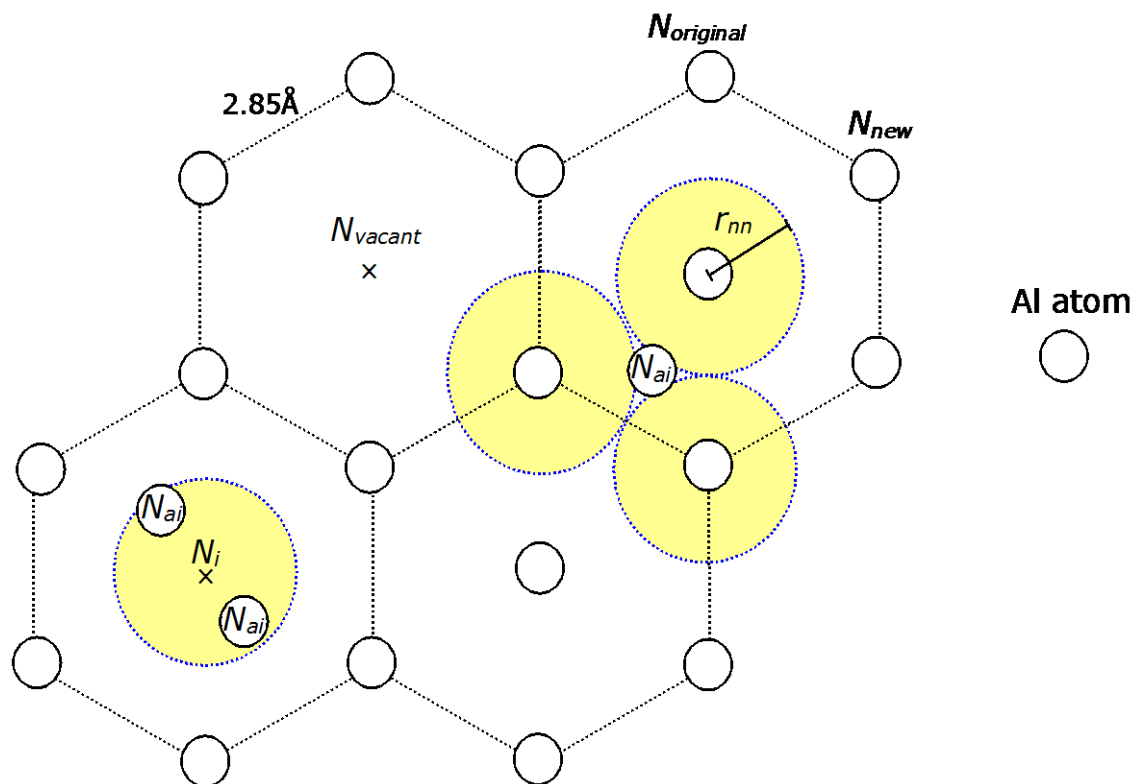 N_original
2.85Å
N_new
N_vacant
r_nn
Al atom
N_ai
N_ai
N_i
N_ai